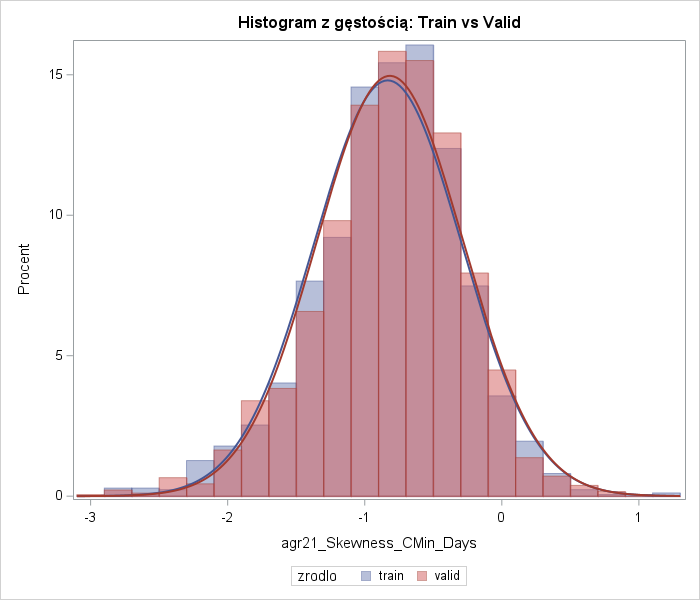 Histogram z gęstością: Train vs Valid
15
10
5
0
Procent
-3 -2 -1 0 1
agr21_Skewness_CMin_Days
zrodlo train valid